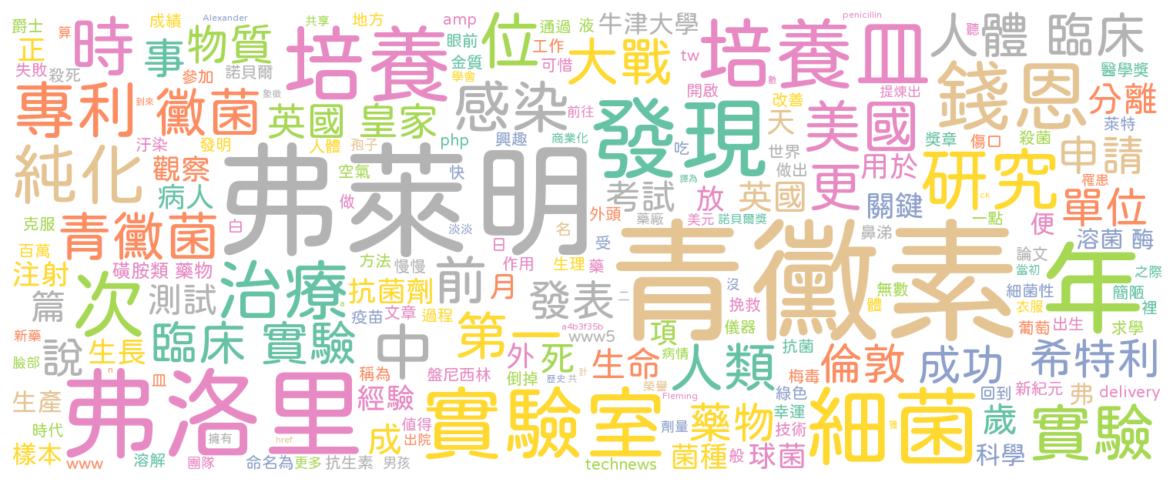 爵士
算
時
成績
Alexander
共享
地方
amp
位
通過
液
牛津大學
penicillin
人體 臨床
聽
正
事
物質
培養
眼前
工作
大戰
tw
培養皿
醫學獎
失敗
殺死
參加
諾貝爾
金質
可惜
學會
數
開啟
提煉出
錢恩
分離
專利
到來
黴菌
象徵
英國 皇家
感染
前往
發現
改善
美國
獎章
傷口
殺菌
萊特
汙染
發明
人體
孢子
php
興趣
商業化
天
世界
吃
做出
研究
申請
純化
觀察
空氣
弗萊明
快
考試
放
英國
更
用於
罹患
ck
單位
病人
做
譯為
關鍵
一點
便
克服
青黴菌
白
淡淡
日
名
外頭
受
藥廠
美元
諾貝爾獎
鼻涕
溶菌 酶
百萬
磺胺類 藥物
方法
慢慢
作用
生理
藥
青黴素
論文
年
之際
當初
注射
次
治療
抗菌劑
前
月
發表
二
沒
挽救
無數
體
細菌性
簡陋
衣服
裡
篇
測試
a
疫苗
文章
過程
第一
a4b3f35b
www5
項
儀器
葡萄
出生
求學
新藥
說
生長
臨床 實驗
中
外
死
生命
病情
人類
抗菌
倫敦
成功
希特利
臉部
n
皿
稱為
盤尼西林
倒掉
歷史
共
計
梅毒
弗洛里
經驗
榮譽
Fleming
綠色
回到
新紀元
弗
delivery
生產
擁有
值得
實驗室
劑量
藥物
幸運
技術
細菌
獲
歲
實驗
時代
href
成
出院
樣本
www
溶解
團隊
命名為
更多
抗生素
男孩
technews
菌種
般
球菌
科學